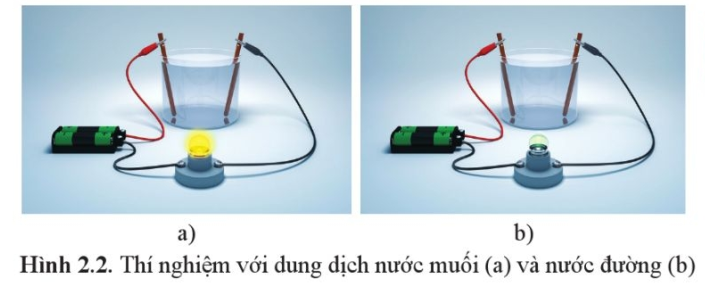 a)
b)
Hình 2.2. Thí nghiệm với dung dịch nước muối (a) và nước đường (b)